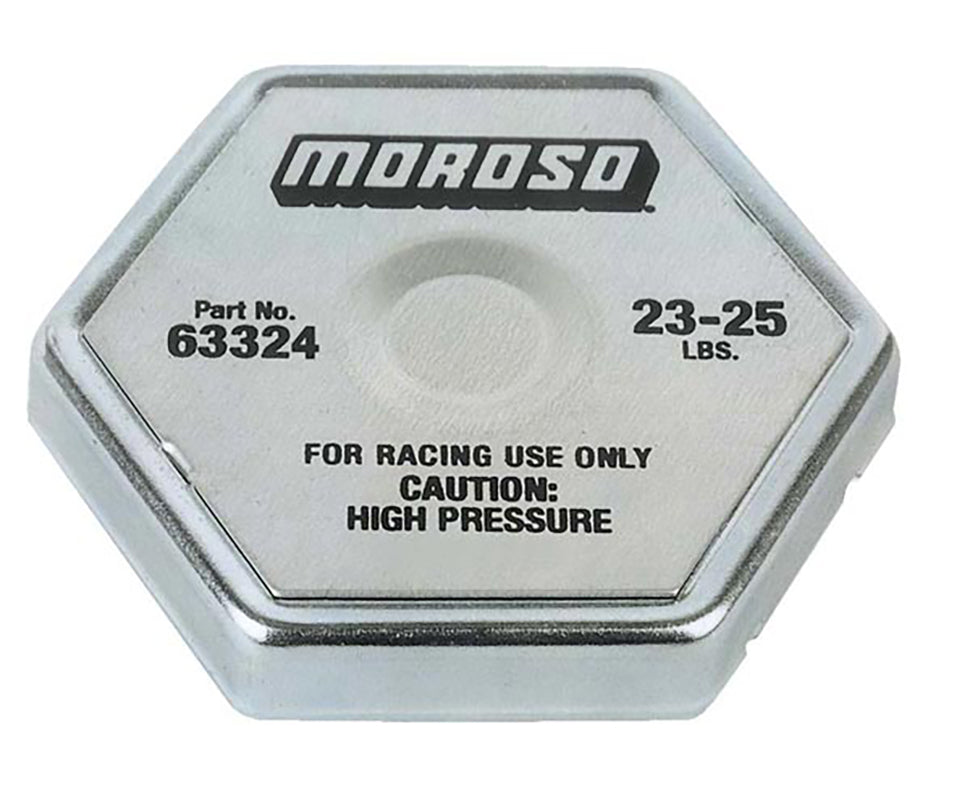 MOROSO
Part No.
63324
23-25
LBS.
FOR RACING USE ONLY
CAUTION:
HIGH PRESSURE